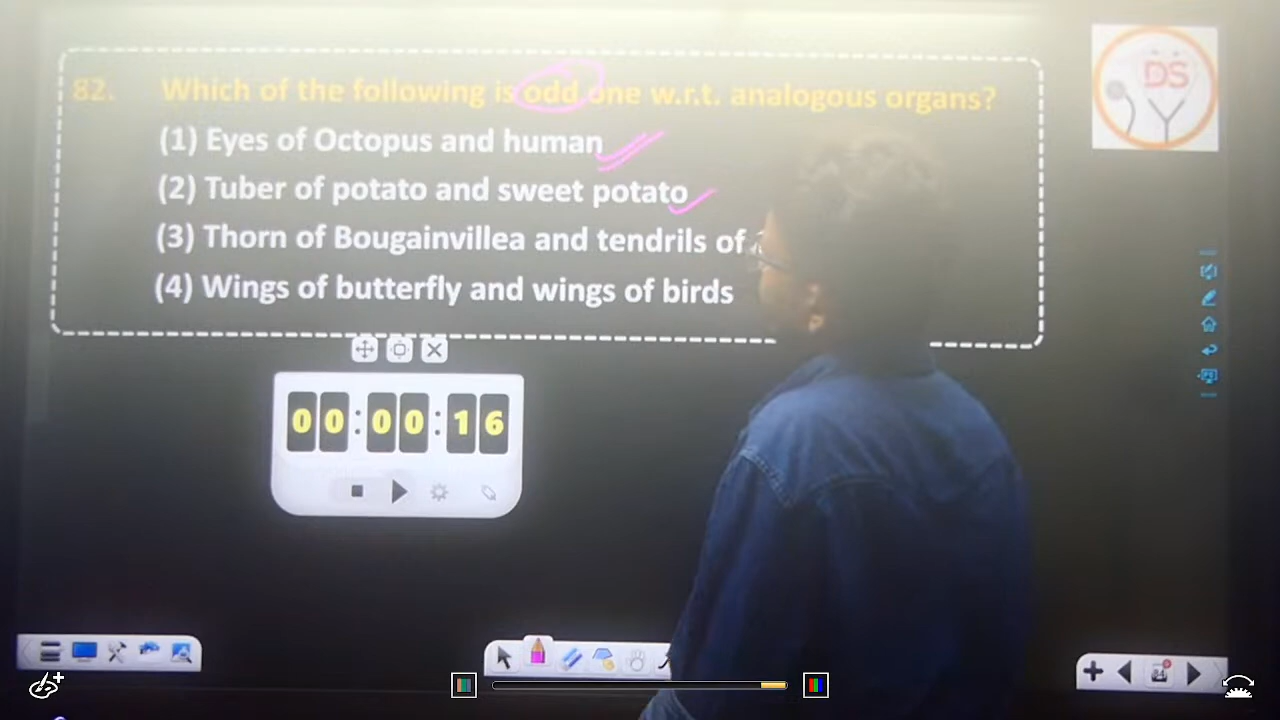 82. Which of the following is odd one w.r.t. analogous organs?
(1) Eyes of Octopus and human
(2) Tuber of potato and sweet potato
(3) Thorn of Bougainvillea and tendrils of
(4) Wings of butterfly and wings of birds
DS
00:00:16